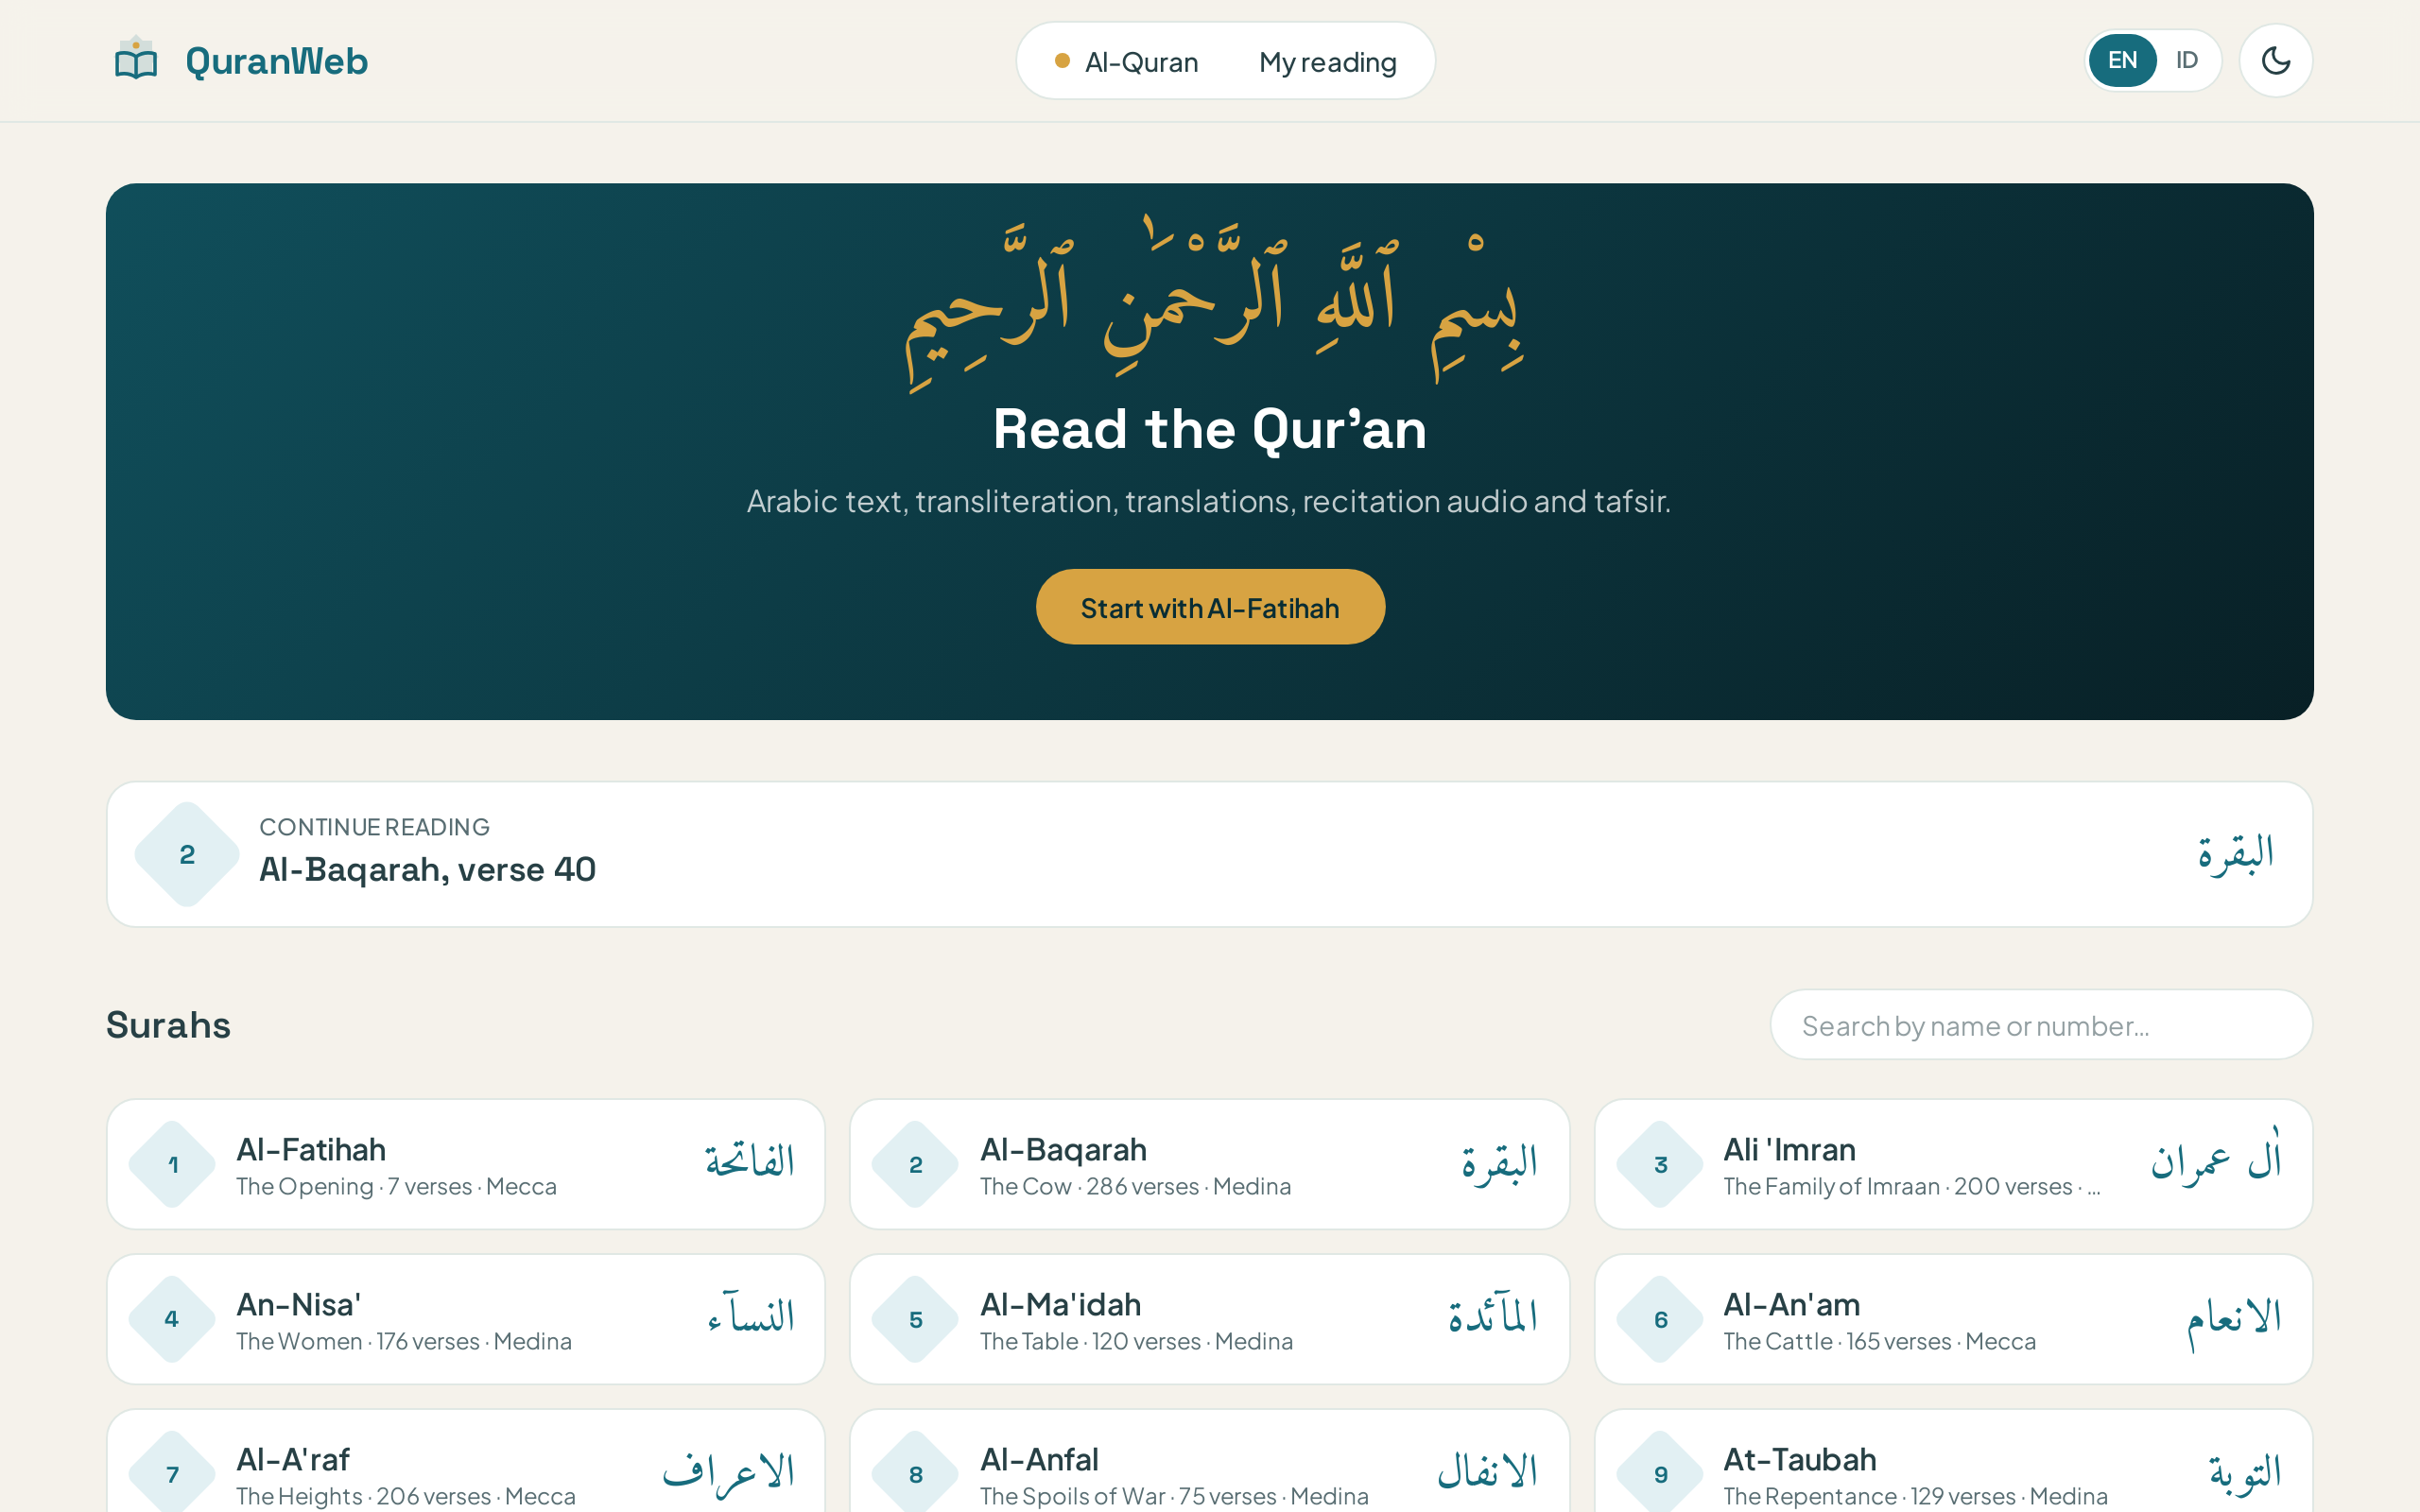 QuranWeb
Al-Quran
My reading
EN
ID
بِسْمِ ٱللَّهِ ٱلرَّحْمَٰنِ ٱلرَّحِيمِ
Read the Qur’an
Arabic text, transliteration, translations, recitation audio and tafsir.
Start with Al-Fatihah
2
CONTINUE READING
Al-Baqarah, verse 40
البقرة
Surahs
Search by name or number…
1
Al-Fatihah
The Opening · 7 verses · Mecca
الفاتحة
2
Al-Baqarah
The Cow · 286 verses · Medina
البقرة
3
Ali 'Imran
The Family of Imraan · 200 verses · …
اٰل عمران
4
An-Nisa'
The Women · 176 verses · Medina
النساۤء
5
Al-Ma'idah
The Table · 120 verses · Medina
الماۤئدة
6
Al-An'am
The Cattle · 165 verses · Mecca
الانعام
7
Al-A'raf
The Heights · 206 verses · Mecca
الاعراف
8
Al-Anfal
The Spoils of War · 75 verses · Medina
الانفال
9
At-Taubah
The Repentance · 129 verses · Medina
التوبة